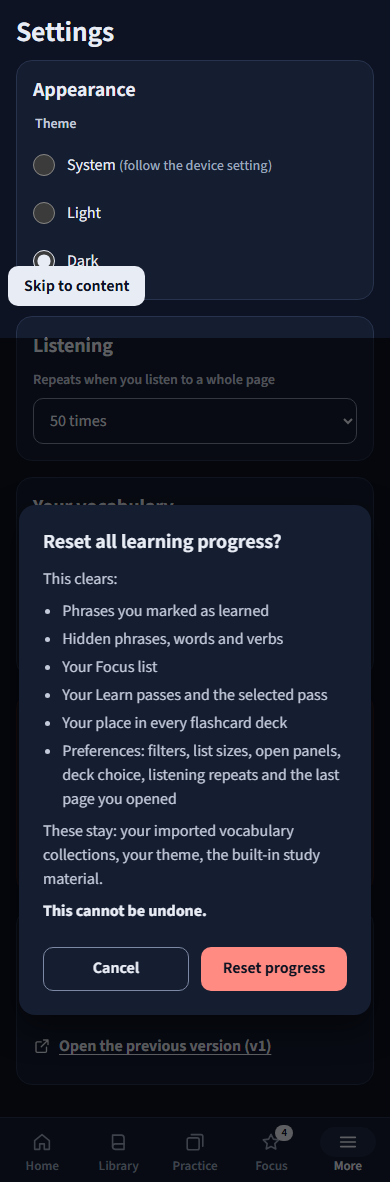 Settings
Appearance
Theme
System (follow the device setting)
Light
Dark
Skip to content
Listening
Repeats when you listen to a whole page
50 times
Your vocabulary
Reset all learning progress?
This clears:
• Phrases you marked as learned
• Hidden phrases, words and verbs
• Your Focus list
• Your Learn passes and the selected pass
• Your place in every flashcard deck
• Preferences: filters, list sizes, open panels,
deck choice, listening repeats and the last
page you opened
These stay: your imported vocabulary
collections, your theme, the built-in study
material.
This cannot be undone.
Cancel
Reset progress
Open the previous version (v1)
4
Home
Library
Practice
Focus
More